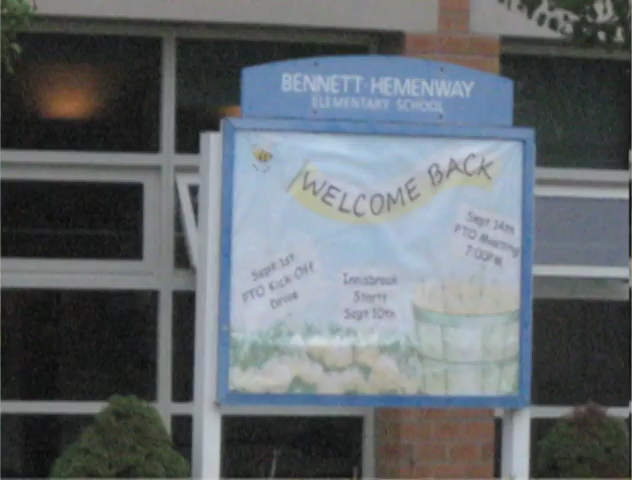 BENNETT HEMENWAY
ELEMENTARY SCHOOL
WELCOME BACK
Sept 1st
PTO Kick Off
Drive
Innsbrook
Starts
Sept 10th
Sept 14th
PTO Meeting
7:00PM